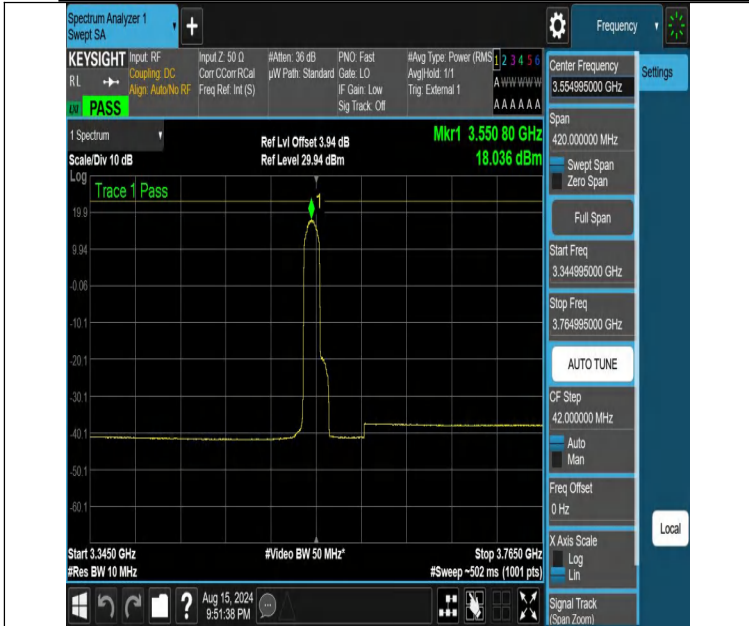 Spectrum Analyzer 1
Swept SA
Frequency
KEYSIGHT
RL
PASS
Input: RF
Coupling: DC
Align: Auto/No RF
Input Z: 50 Ω
Corr CCorr RCal
Freq Ref: Int (S)
#Atten: 36 dB
µW Path: Standard
PNO: Fast
Gate: LO
IF Gain: Low
Sig Track: Off
#Avg Type: Power (RMS
Avg|Hold: 1/1
Trig: External 1
1 2 3 4 5 6
A W W W W W
A A A A A A
1 Spectrum
Scale/Div 10 dB
Ref Lvl Offset 3.94 dB
Ref Level 29.94 dBm
Mkr1 3.550 80 GHz
18.036 dBm
Log
Trace 1 Pass
1
19.9
9.94
-0.06
-10.1
-20.1
-30.1
-40.1
-50.1
-60.1
Start 3.3450 GHz
#Res BW 10 MHz
#Video BW 50 MHz*
Stop 3.7650 GHz
#Sweep ~502 ms (1001 pts)
Aug 15, 2024
9:51:38 PM
Center Frequency
3.554995000 GHz
Settings
Span
420.000000 MHz
Swept Span
Zero Span
Full Span
Start Freq
3.344995000 GHz
Stop Freq
3.764995000 GHz
AUTO TUNE
CF Step
42.000000 MHz
Auto
Man
Freq Offset
0 Hz
X Axis Scale
Log
Lin
Local
Signal Track
(Span Zoom)